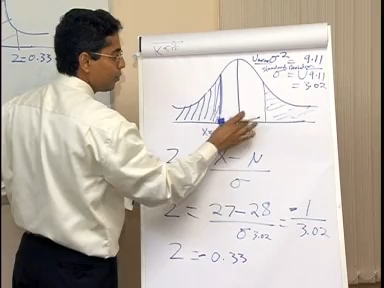 Z=0.33
Variance σ² = 9.11
Standard Deviation
σ = √9.11
= 3.02
X=
Z = X - μ
σ
Z = 27-28 = -1
σ 3.02 3.02
Z = -0.33